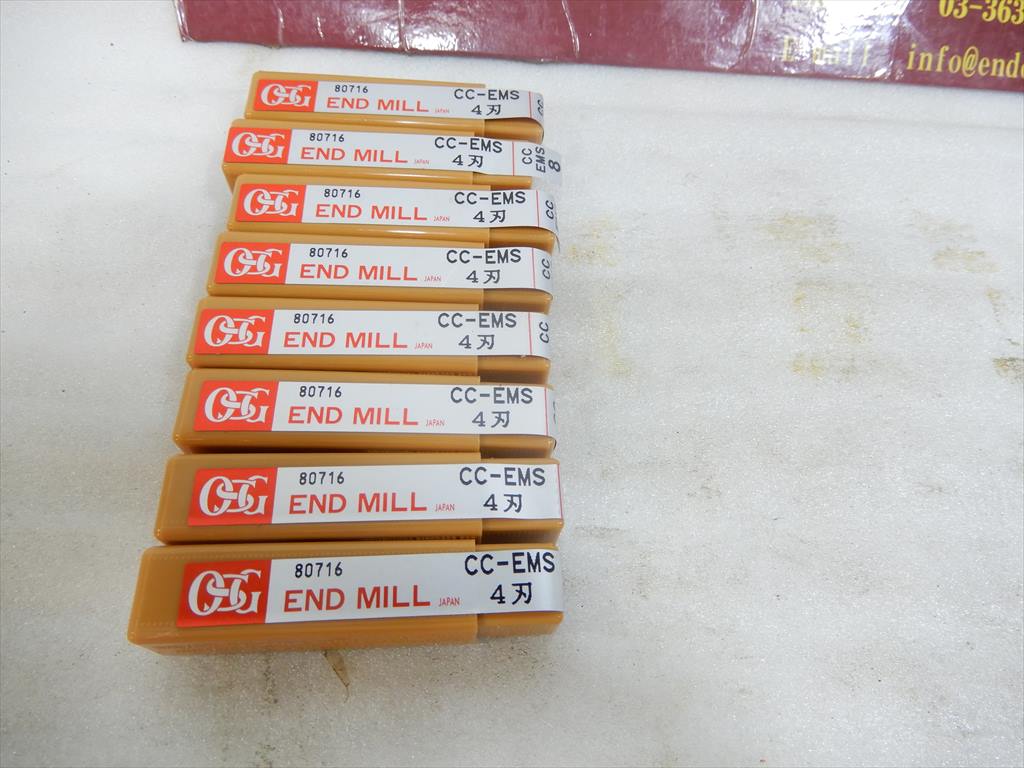 03-363
E-mail info@ende
OSG 80716 END MILL JAPAN CC-EMS 4刃 CC
OSG 80716 END MILL JAPAN CC-EMS 4刃 CC EMS 8
OSG 80716 END MILL JAPAN CC-EMS 4刃 CC
OSG 80716 END MILL JAPAN CC-EMS 4刃 CC
OSG 80716 END MILL JAPAN CC-EMS 4刃 CC
OSG 80716 END MILL JAPAN CC-EMS 4刃
OSG 80716 END MILL JAPAN CC-EMS 4刃
OSG 80716 END MILL JAPAN CC-EMS 4刃